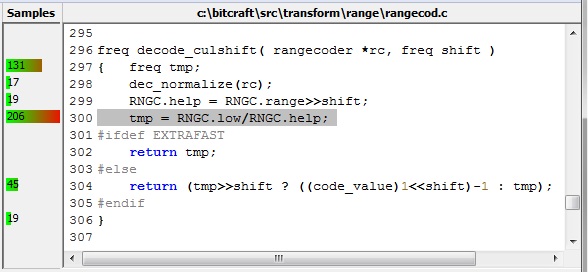 Samples c:\bitcraft\src\transform\range\rangecod.c
295
296 freq decode_culshift( rangecoder *rc, freq shift )
131 297 {   freq tmp;
17 298     dec_normalize(rc);
19 299     RNGC.help = RNGC.range>>shift;
206 300     tmp = RNGC.low/RNGC.help;
301 #ifdef EXTRAFAST
302     return tmp;
303 #else
45 304     return (tmp>>shift ? ((code_value)1<<shift)-1 : tmp);
305 #endif
19 306 }
307